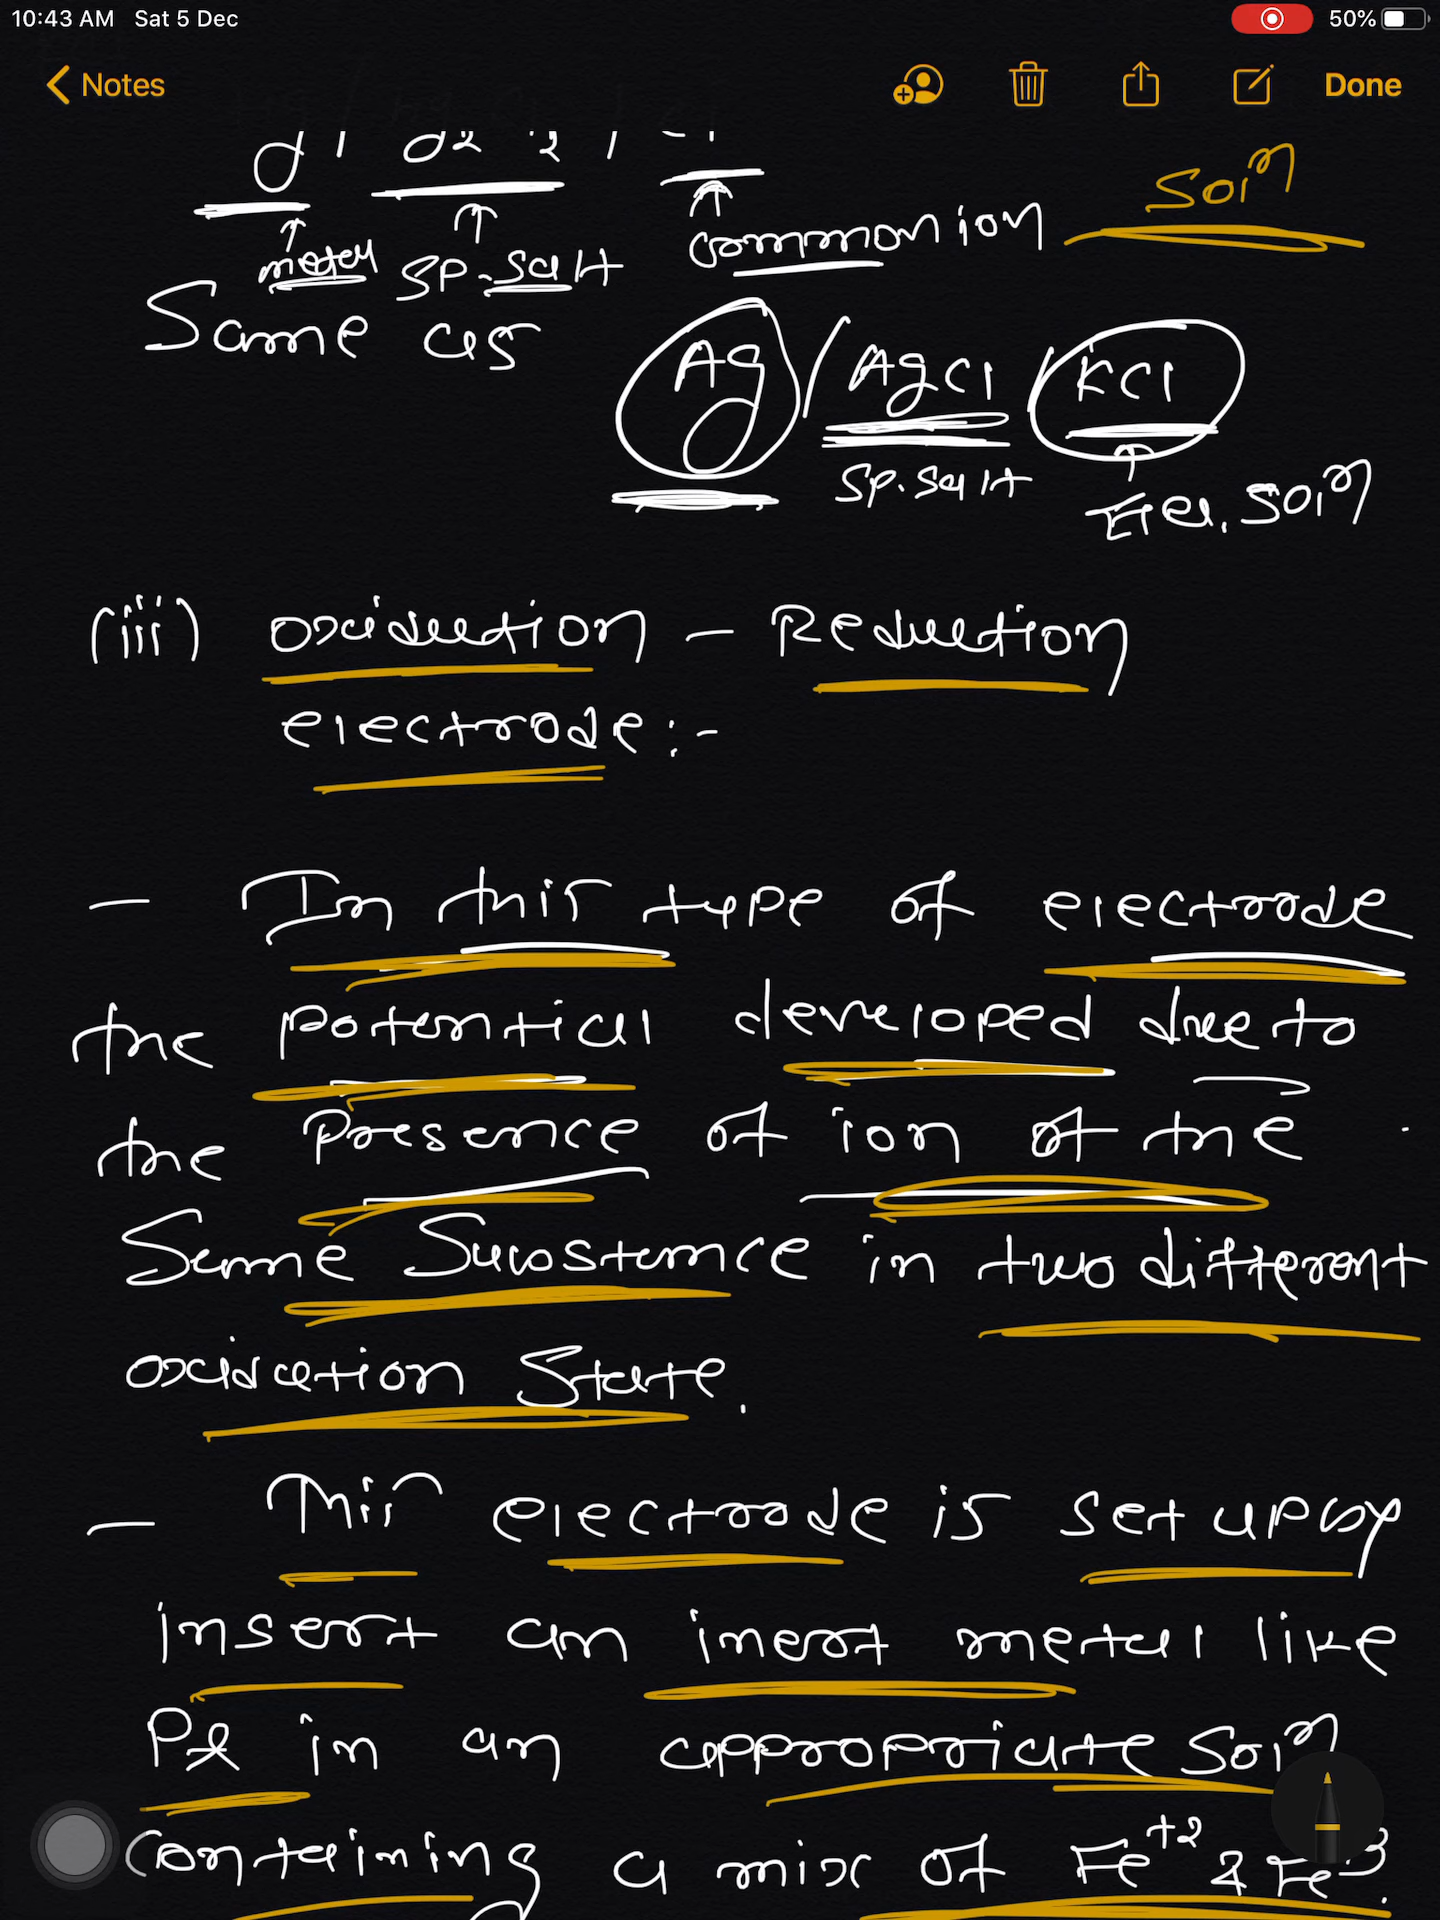 10:43 AM Sat 5 Dec 50%
Notes Done
Soln
metal sp. salt common ion
Same as Ag / AgCl / KCl
sp. salt Ele. Soln
(iii) oxidation - Reduction
electrode :-
- In this type of electrode
the potential developed due to
the presence of ion of the
Same Substance in two different
oxidation State.
- This electrode is set up by
insert an inert metal like
Pt in an appropriate Soln
Containing a mix of Fe+2 & Fe+3.